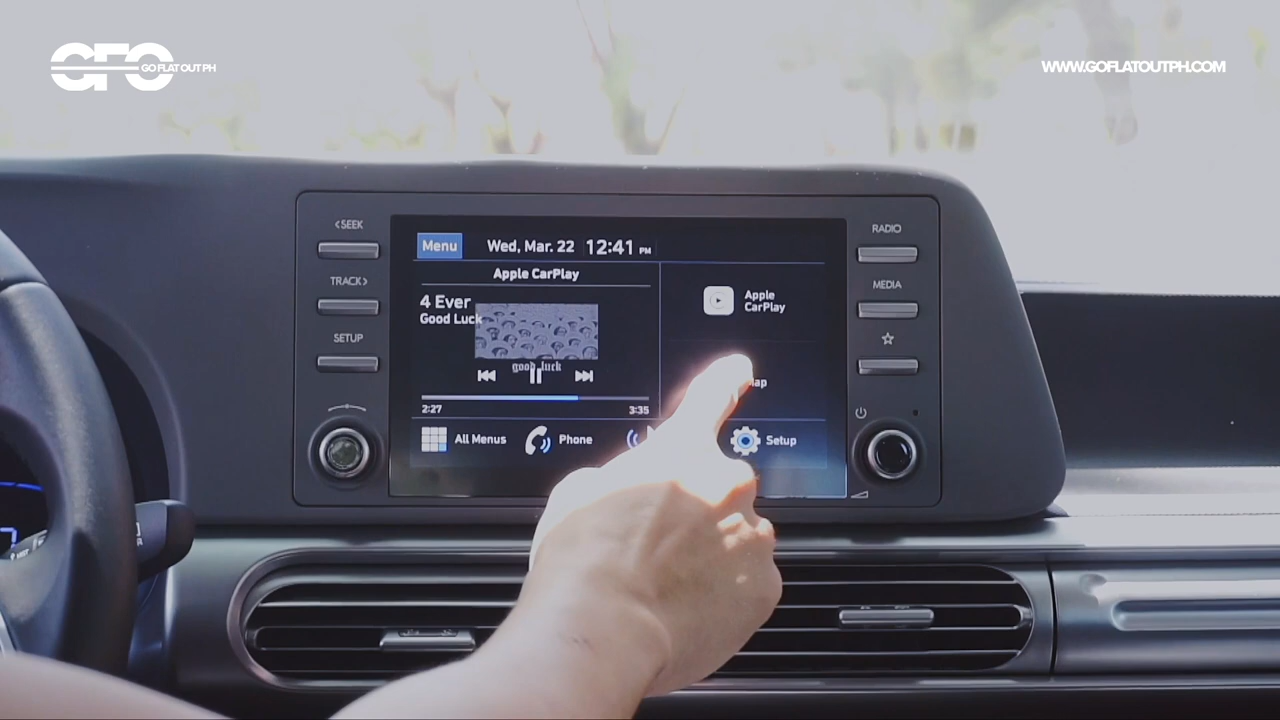 GFO
GO FLAT OUT PH
WWW.GOFLATOUTPH.COM
<SEEK
TRACK>
SETUP
Menu
Wed, Mar. 22
12:41 PM
Apple CarPlay
4 Ever
Good Luck
good luck
2:27
3:35
Apple
CarPlay
All Menus
Phone
Setup
RADIO
MEDIA